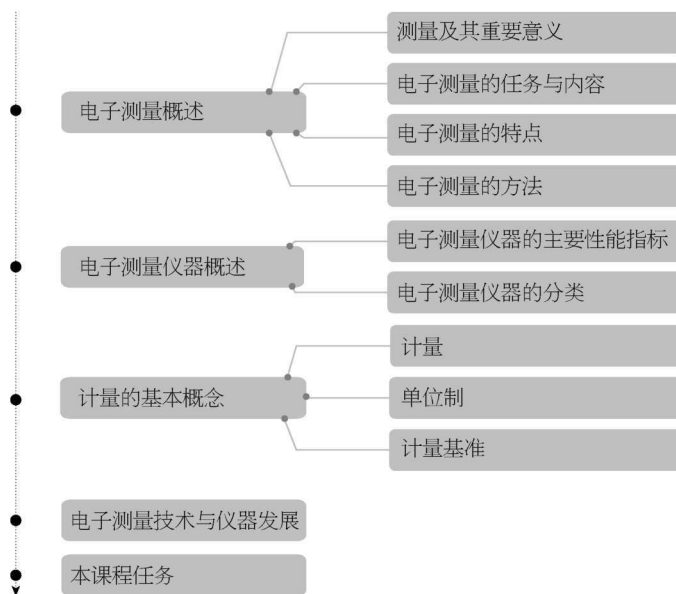 电子测量概述
测量及其重要意义
电子测量的任务与内容
电子测量的特点
电子测量的方法
电子测量仪器概述
电子测量仪器的主要性能指标
电子测量仪器的分类
计量的基本概念
计量
单位制
计量基准
电子测量技术与仪器发展
本课程任务